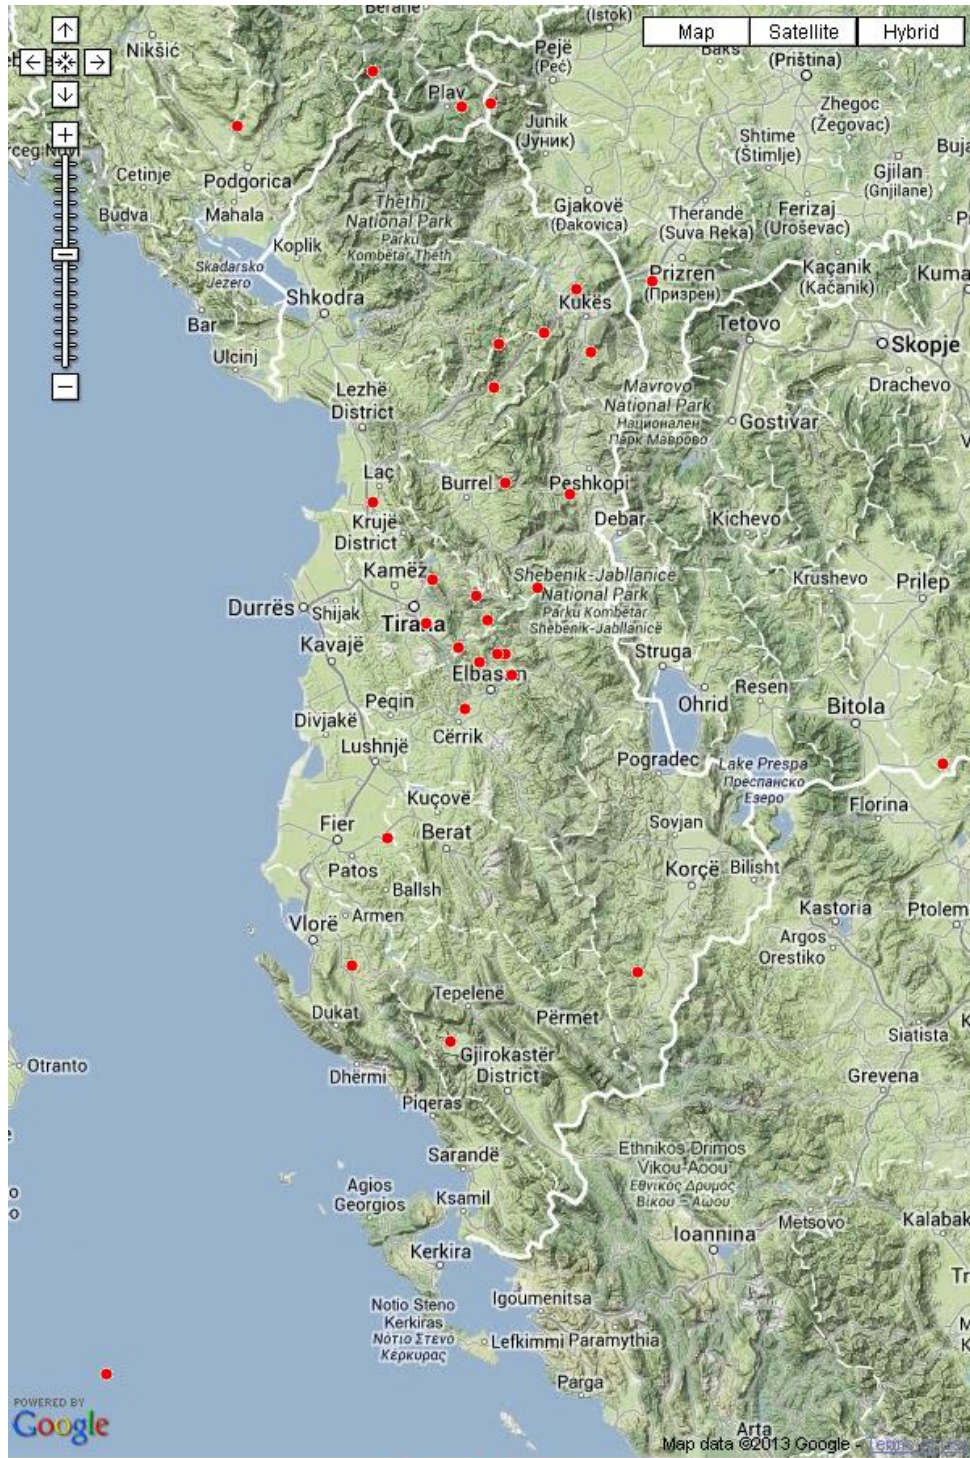 Berane
(Istok)
Map
Satellite
Hybrid
Nikšić
Pejë
(Peć)
Baks
(Priština)
Plav
Junik
(Јуник)
Zhegoc
(Žegovac)
Shtime
(Štimlje)
Cetinje
Podgorica
Gjilan
(Gnjilane)
Budva
Mahala
Thethi
National Park
Parku
Kombëtar Theth
Gjakovë
(Đakovica)
Therande
(Suva Reka)
Ferizaj
(Uroševac)
Koplik
Skadarsko
Jezero
Prizren
(Призрен)
Kaçanik
(Kačanik)
Kuma
Shkodra
Kukës
Bar
Tetovo
Ulcinj
Skopje
Lezhë
District
Mavrovo
National Park
Национален
Парк Маврово
Drachevo
Gostivar
Laç
Burrel
Peshkopi
Krujë
District
Debar
Kichevo
Kamëz
Shebenik-Jabllanice
National Park
Parku Kombëtar
Shebenik-Jabllanicë
Krushevo
Prilep
Durrës
Shijak
Tirana
Kavajë
Struga
Elbasan
Resen
Peqin
Ohrid
Bitola
Divjakë
Cërrik
Lushnjë
Pogradec
Lake Prespa
Преспанско
Езеро
Kuçovë
Florina
Fier
Berat
Sovjan
Patos
Korçë
Bilisht
Ballsh
Vlorë
Armen
Kastoria
Ptolem
Argos
Orestiko
Tepelenë
Dukat
Përmet
Siatista
Otranto
Gjirokastër
District
Dhërmi
Grevena
Piqeras
Sarandë
Ethnikos Drimos
Vikou-Aoou
Εθνικός Δρυμός
Βίκου – Αώου
Agios
Georgios
Ksamil
Metsovo
Kalabak
Ioannina
Kerkira
Igoumenitsa
Notio Steno
Kerkiras
Νότιο Στενό
Κέρκυρας
Lefkimmi
Paramythia
Parga
POWERED BY
Google
Arta
Map data ©2013 Google -